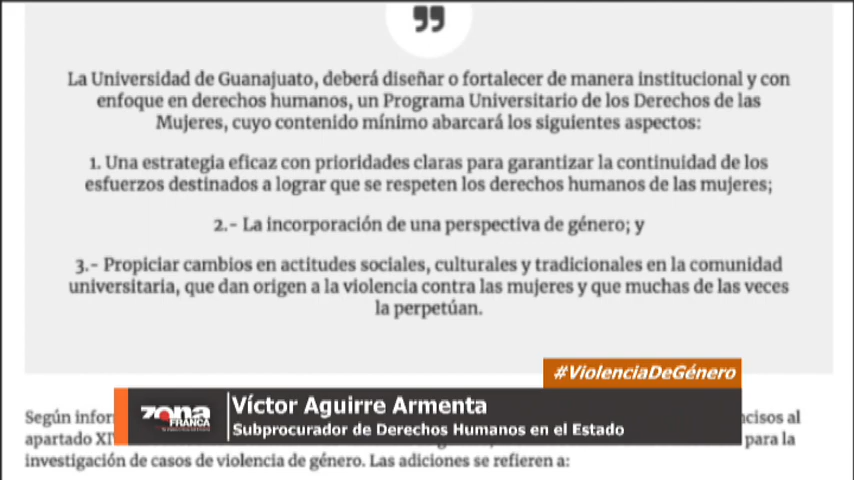 ”
La Universidad de Guanajuato, deberá diseñar o fortalecer de manera institucional y con
enfoque en derechos humanos, un Programa Universitario de los Derechos de las
Mujeres, cuyo contenido mínimo abarcará los siguientes aspectos:
1. Una estrategia eficaz con prioridades claras para garantizar la continuidad de los
esfuerzos destinados a lograr que se respeten los derechos humanos de las mujeres;
2.- La incorporación de una perspectiva de género; y
3.- Propiciar cambios en actitudes sociales, culturales y tradicionales en la comunidad
universitaria, que dan origen a la violencia contra las mujeres y que muchas de las veces
la perpetúan.
#ViolenciaDeGénero
ZONA
FRANCA
Víctor Aguirre Armenta
Subprocurador de Derechos Humanos en el Estado
Según infor ncisos al
apartado XI para la
investigación de casos de violencia de género. Las adiciones se refieren a: